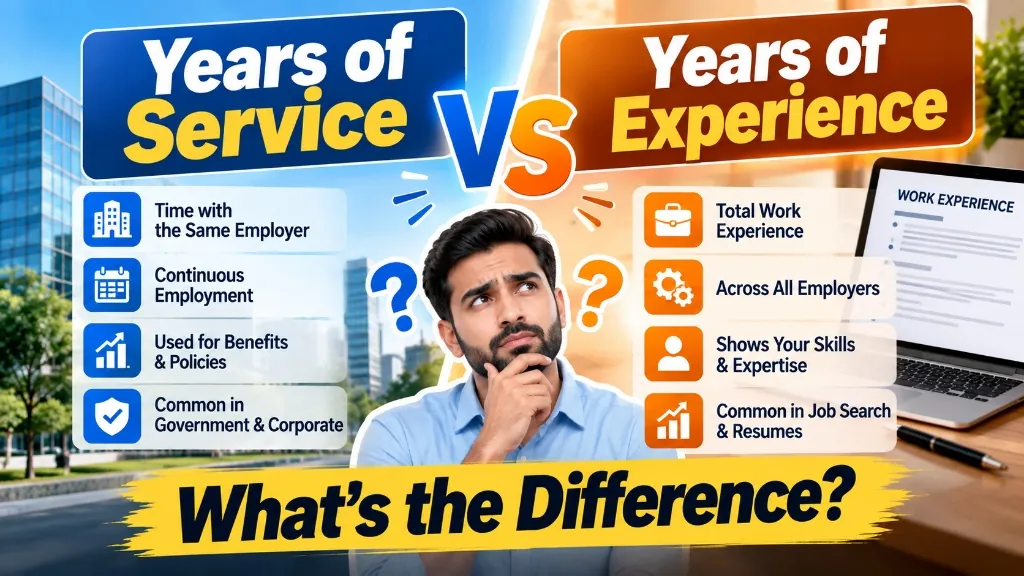 Years of
Service
VS
Years of
Experience
Time with
the Same Employer
Continuous
Employment
Used for Benefits
& Policies
Common in
Government & Corporate
?
?
Total Work
Experience
Across All Employers
Shows Your Skills
& Expertise
Common in Job Search
& Resumes
WORK EXPERIENCE
What's the Difference?